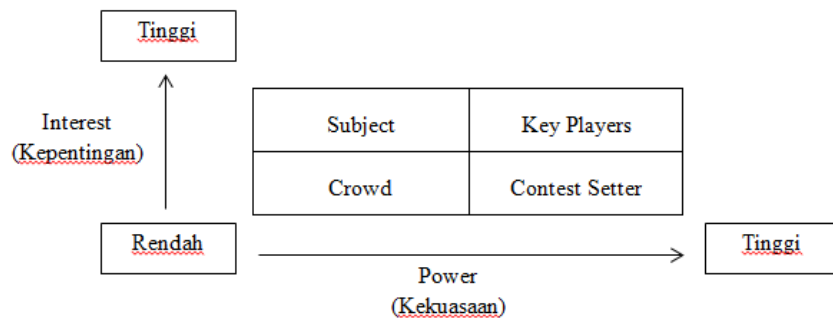 Tinggi
Interest
(Kepentingan)
Subject
Key Players
Crowd
Contest Setter
Rendah
Tinggi
Power
(Kekuasaan)